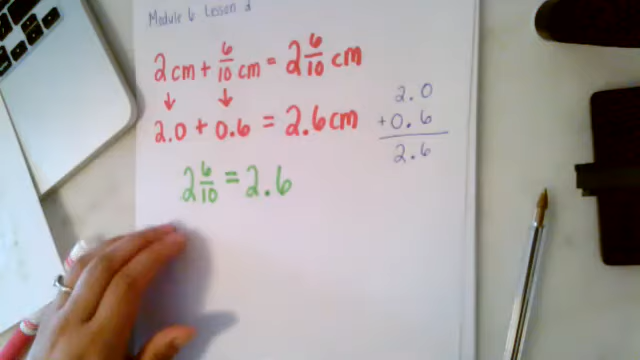 Module 6 Lesson 2
2 cm + 6/10 cm = 2 6/10 cm
↓ ↓
2.0 + 0.6 = 2.6 cm
2 6/10 = 2.6
2.0
+ 0.6
2.6